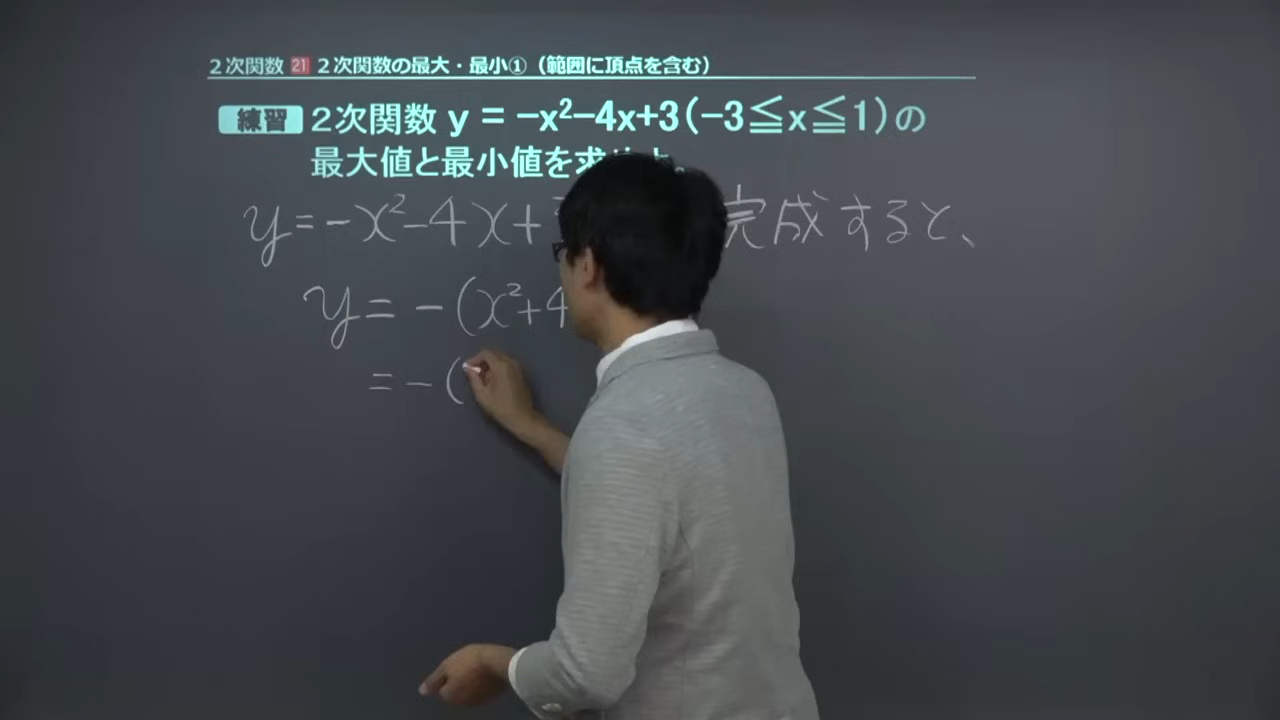 2次関数 21 2次関数の最大・最小①（範囲に頂点を含む）
練習 2次関数 y = −x²−4x+3（−3≦x≦1）の
最大値と最小値を求
y=-x²-4x+ 完成すると、
y = -(x²+4
= -(